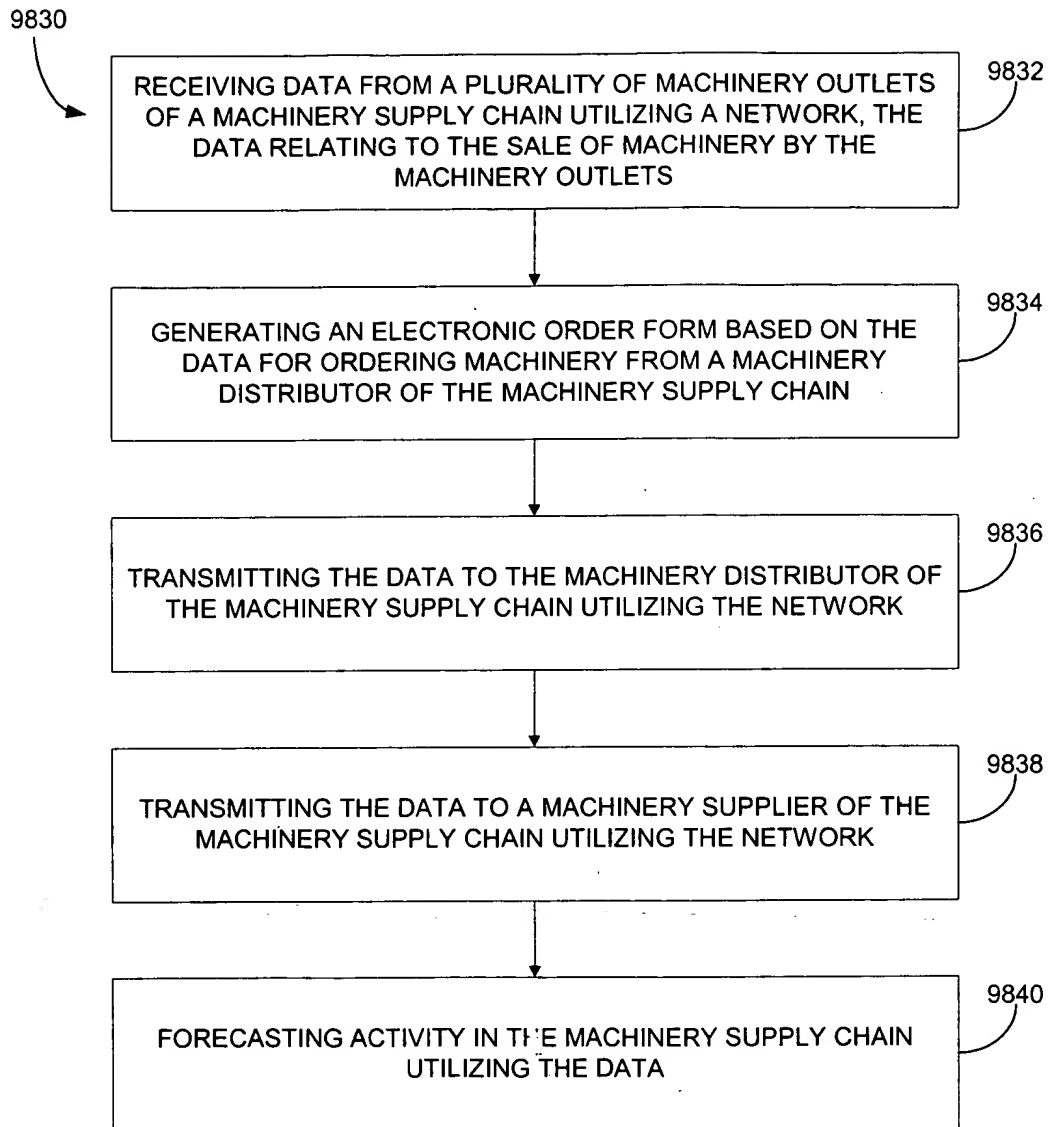 9830
RECEIVING DATA FROM A PLURALITY OF MACHINERY OUTLETS
OF A MACHINERY SUPPLY CHAIN UTILIZING A NETWORK, THE
DATA RELATING TO THE SALE OF MACHINERY BY THE
MACHINERY OUTLETS
9832
GENERATING AN ELECTRONIC ORDER FORM BASED ON THE
DATA FOR ORDERING MACHINERY FROM A MACHINERY
DISTRIBUTOR OF THE MACHINERY SUPPLY CHAIN
9834
TRANSMITTING THE DATA TO THE MACHINERY DISTRIBUTOR OF
THE MACHINERY SUPPLY CHAIN UTILIZING THE NETWORK
9836
TRANSMITTING THE DATA TO A MACHINERY SUPPLIER OF THE
MACHINERY SUPPLY CHAIN UTILIZING THE NETWORK
9838
FORECASTING ACTIVITY IN THE MACHINERY SUPPLY CHAIN
UTILIZING THE DATA
9840